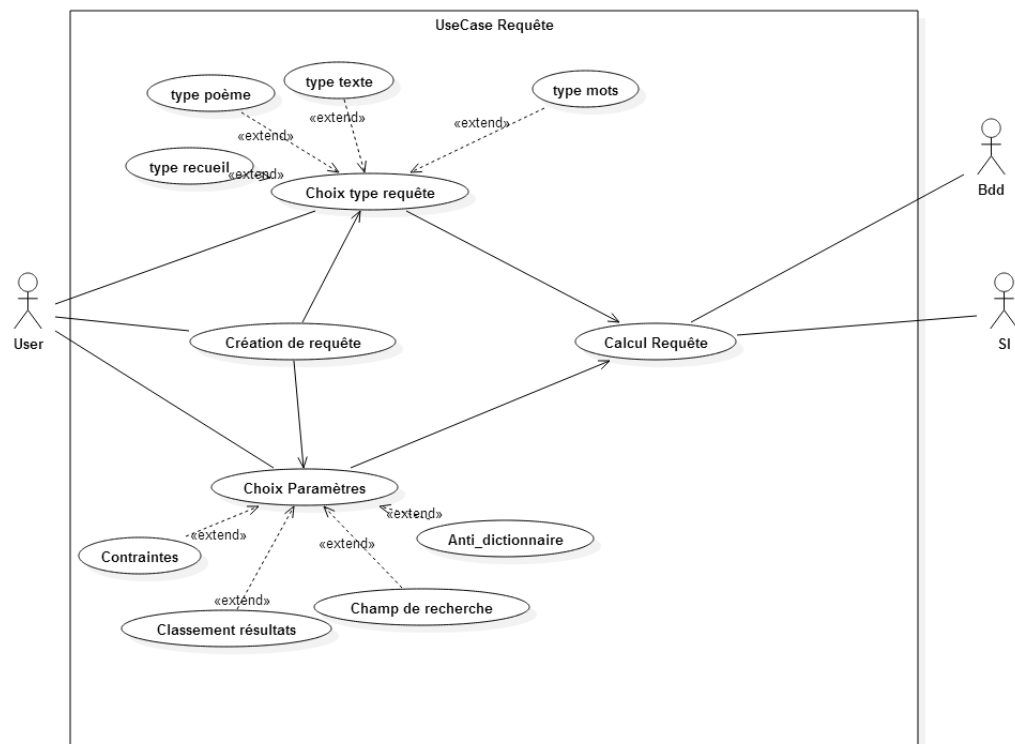 UseCase Requête
type texte
type poème
type mots
«extend»
«extend»
«extend»
type recueil
«extend»
Choix type requête
Bdd
User
Création de requête
Calcul Requête
SI
Choix Paramètres
«extend»
«extend»
«extend»
Anti_dictionnaire
Contraintes
«extend»
Champ de recherche
Classement résultats